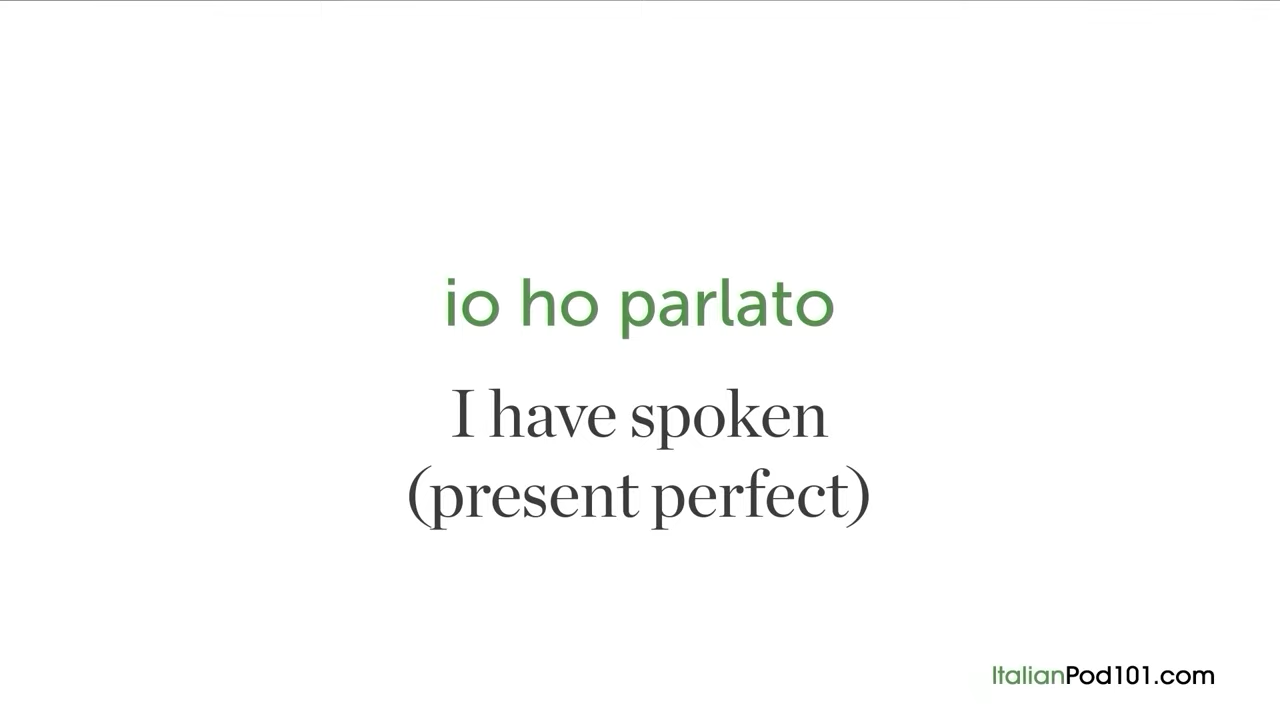 io ho parlato
I have spoken
(present perfect)
ItalianPod101.com